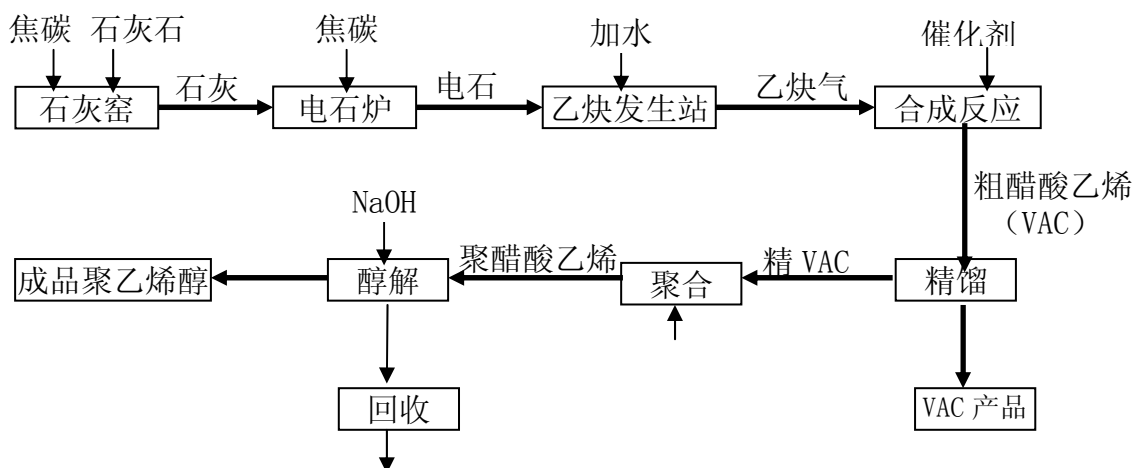 焦碳 石灰石 焦碳 加水 催化剂
石灰 电石 乙炔气
石灰窑 电石炉 乙炔发生站 合成反应
粗醋酸乙烯
（VAC）
NaOH
聚醋酸乙烯 精 VAC
成品聚乙烯醇 醇解 聚合 精馏
回收 VAC 产品